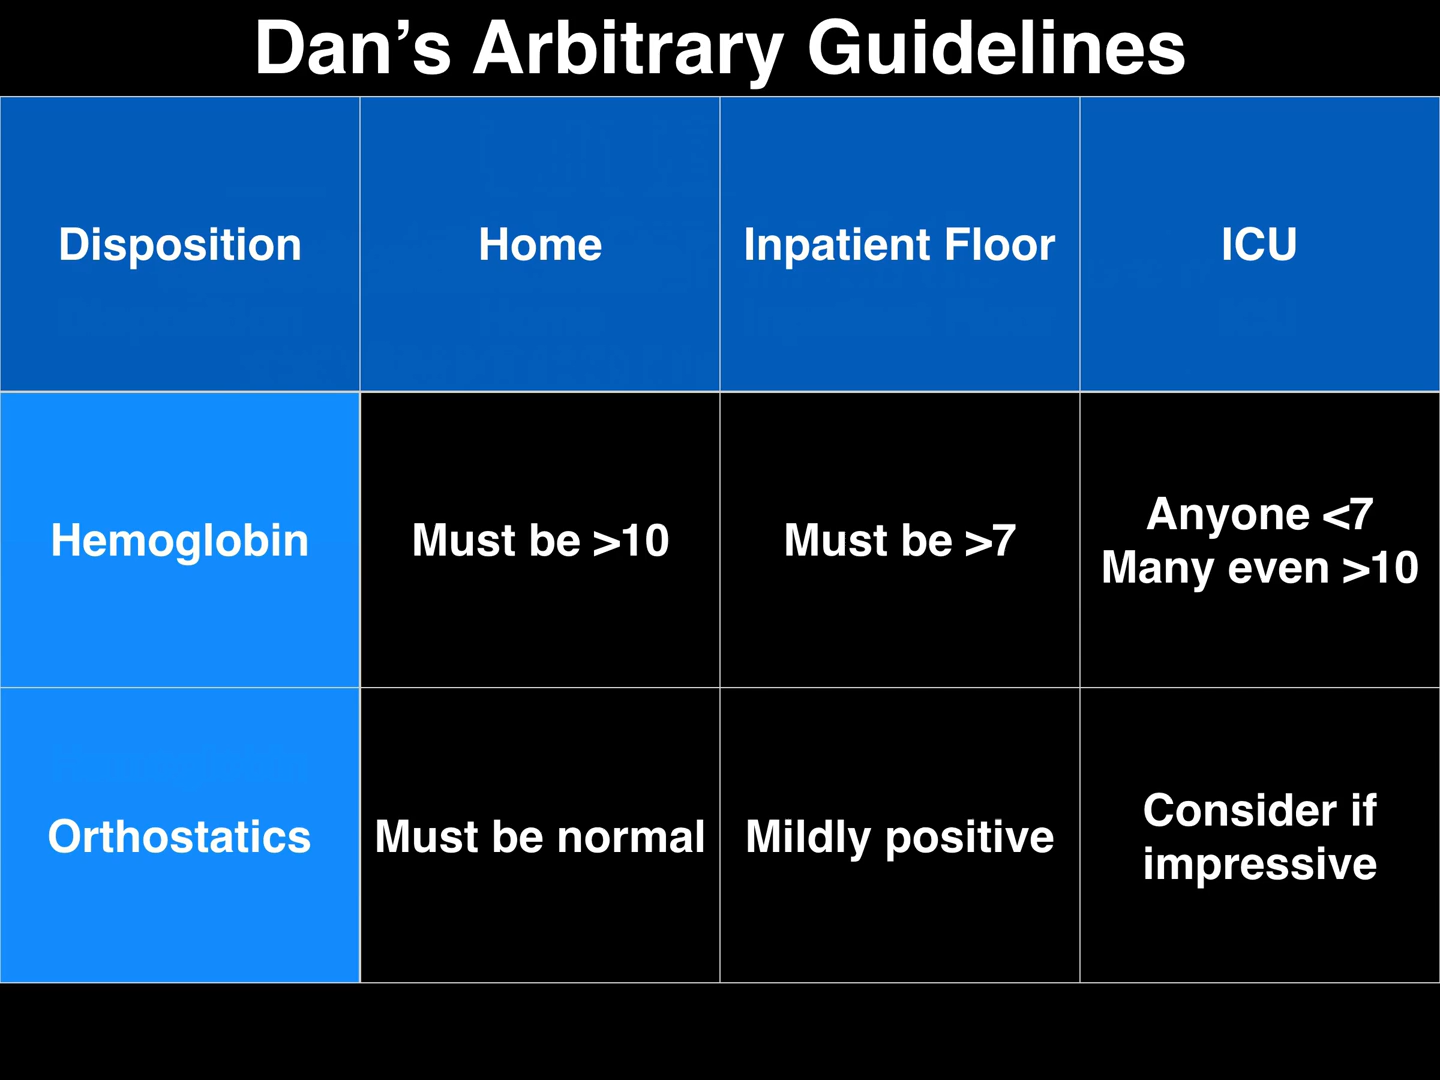 Dan’s Arbitrary Guidelines
Disposition
Home
Inpatient Floor
ICU
Hemoglobin
Must be >10
Must be >7
Anyone <7
Many even >10
Orthostatics
Must be normal
Mildly positive
Consider if
impressive